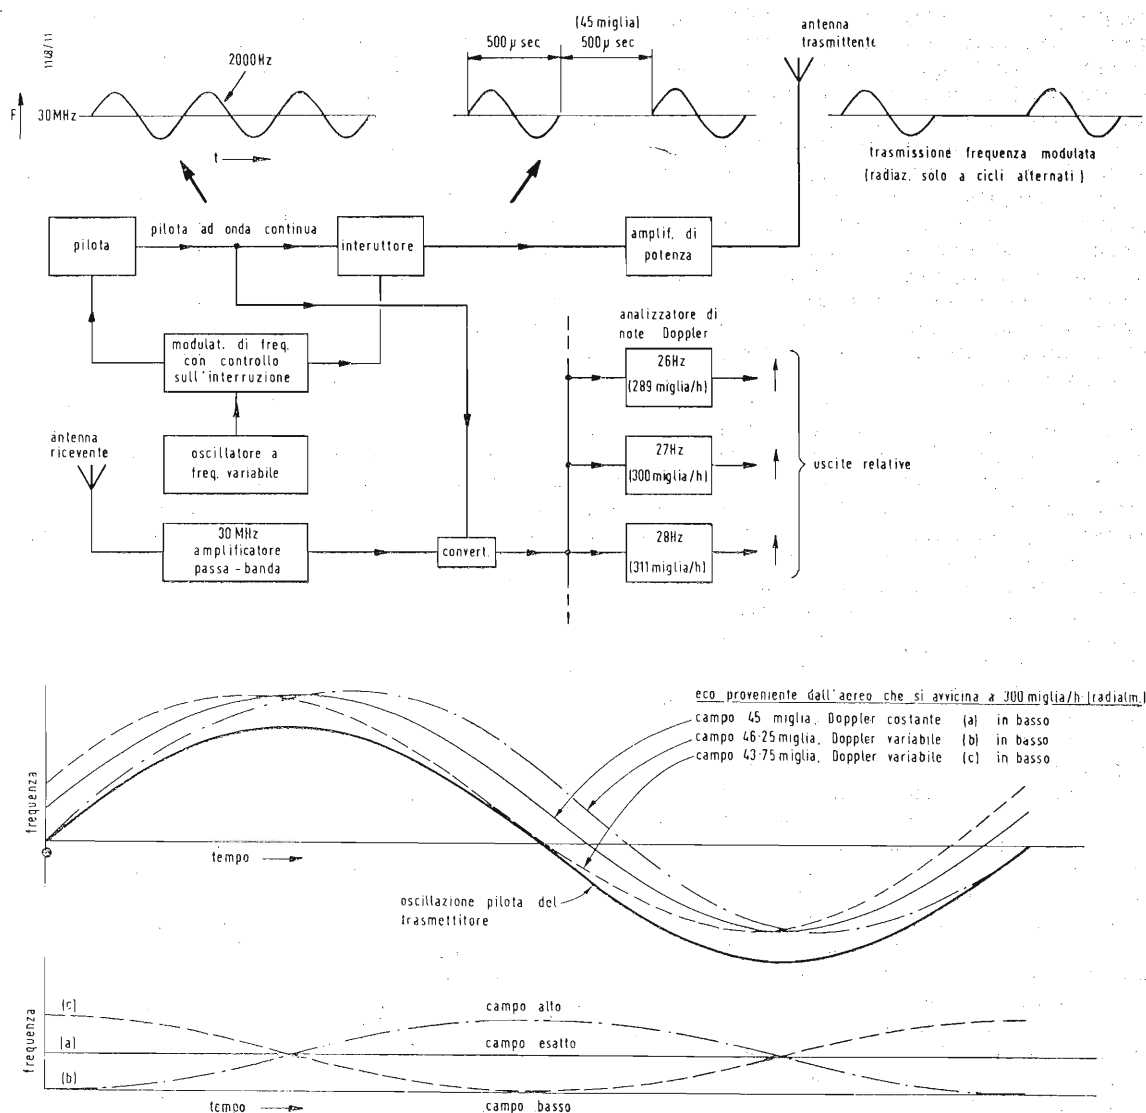 1108/11
2000Hz
F
30MHz
t
(45 miglia)
500 µ sec
500 µ sec
antenna
trasmittente
trasmissione frequenza modulata
(radiaz. solo a cicli alternati)
pilota
pilota ad onda continua
interuttore
amplif. di
potenza
modulat. di freq.
con controllo
sull'interruzione
oscillatore a
freq. variabile
antenna
ricevente
30 MHz
amplificatore
passa-banda
convert.
analizzatore di
note Doppler
26Hz
(289 miglia/h)
27Hz
(300 miglia/h)
28Hz
(311 miglia/h)
uscite relative
eco proveniente dall'aereo che si avvicina a 300 miglia/h (radialm.)
campo 45 miglia, Doppler costante (a) in basso
campo 46·25 miglia, Doppler variabile (b) in basso
campo 43·75 miglia, Doppler variabile (c) in basso
frequenza
tempo
oscillazione pilota del
trasmettitore
frequenza
(c)
campo alto
(a)
campo esatto
(b)
tempo
campo basso